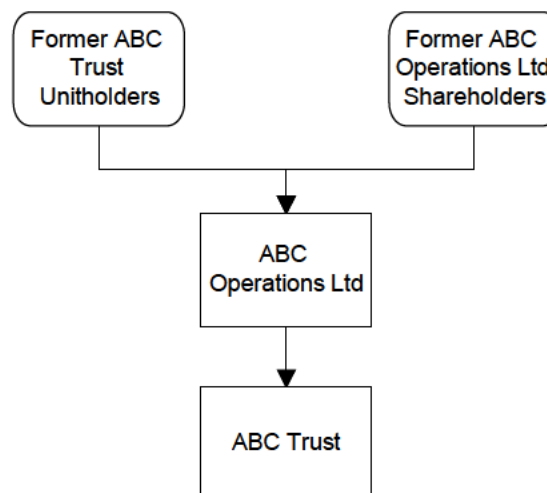 Former ABC
Trust
Unitholders
Former ABC
Operations Ltd
Shareholders
ABC
Operations Ltd
ABC Trust